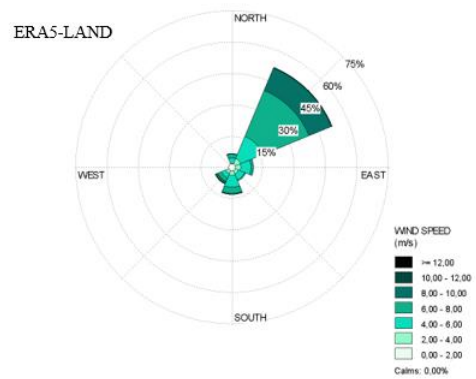 NORTH
ERA5-LAND
75%
60%
45%
30%
15%
WEST
EAST
SOUTH
WIND SPEED
(m/s)
>= 12,00
10,00 - 12,00
8,00 - 10,00
6,00 - 8,00
4,00 - 6,00
2,00 - 4,00
0,00 - 2,00
Calms: 0,00%